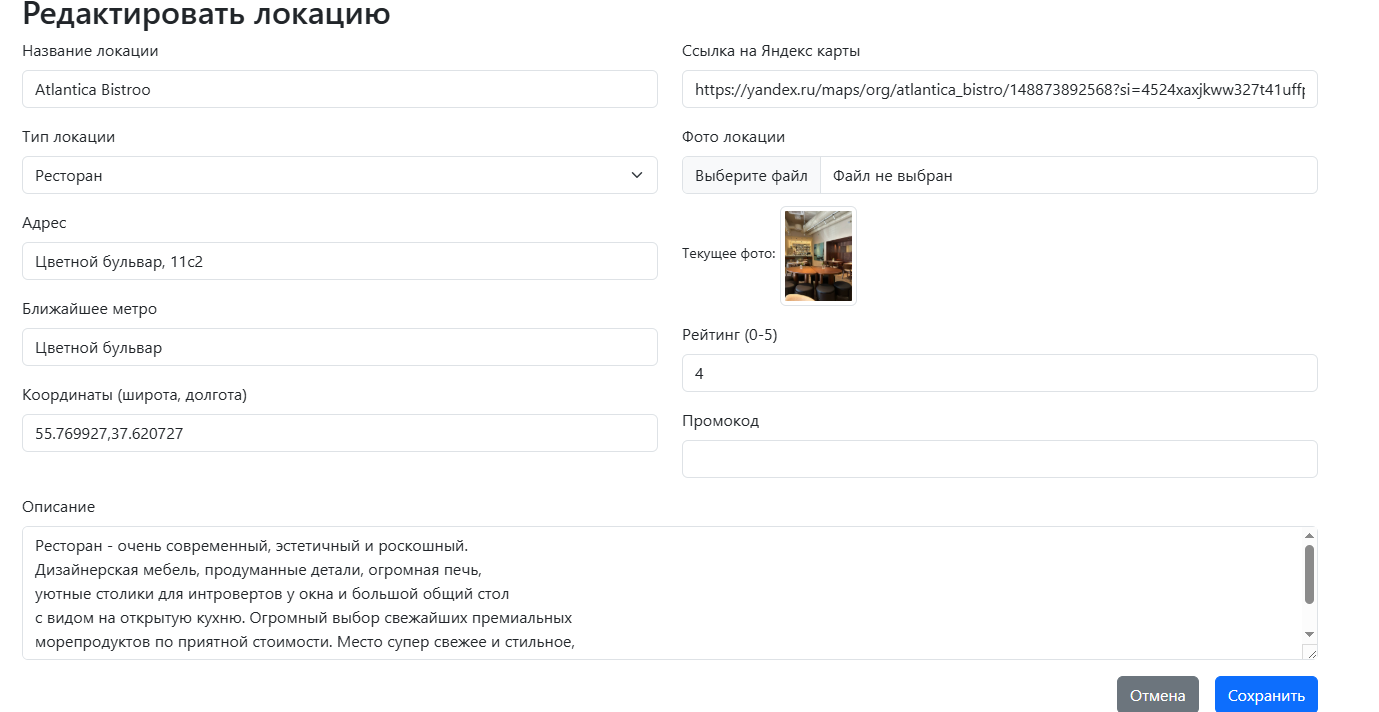 Редактировать локацию
Название локации
Atlantica Bistroo
Тип локации
Ресторан
Адрес
Цветной бульвар, 11с2
Ближайшее метро
Цветной бульвар
Координаты (широта, долгота)
55.769927,37.620727
Ссылка на Яндекс карты
https://yandex.ru/maps/org/atlantica_bistro/148873892568?si=4524xaxjkww327t41uffp
Фото локации
Выберите файл Файл не выбран
Текущее фото:
Рейтинг (0-5)
4
Промокод
Описание
Ресторан - очень современный, эстетичный и роскошный.
Дизайнерская мебель, продуманные детали, огромная печь,
уютные столики для интровертов у окна и большой общий стол
с видом на открытую кухню. Огромный выбор свежайших премиальных
морепродуктов по приятной стоимости. Место супер свежее и стильное,
Отмена Сохранить